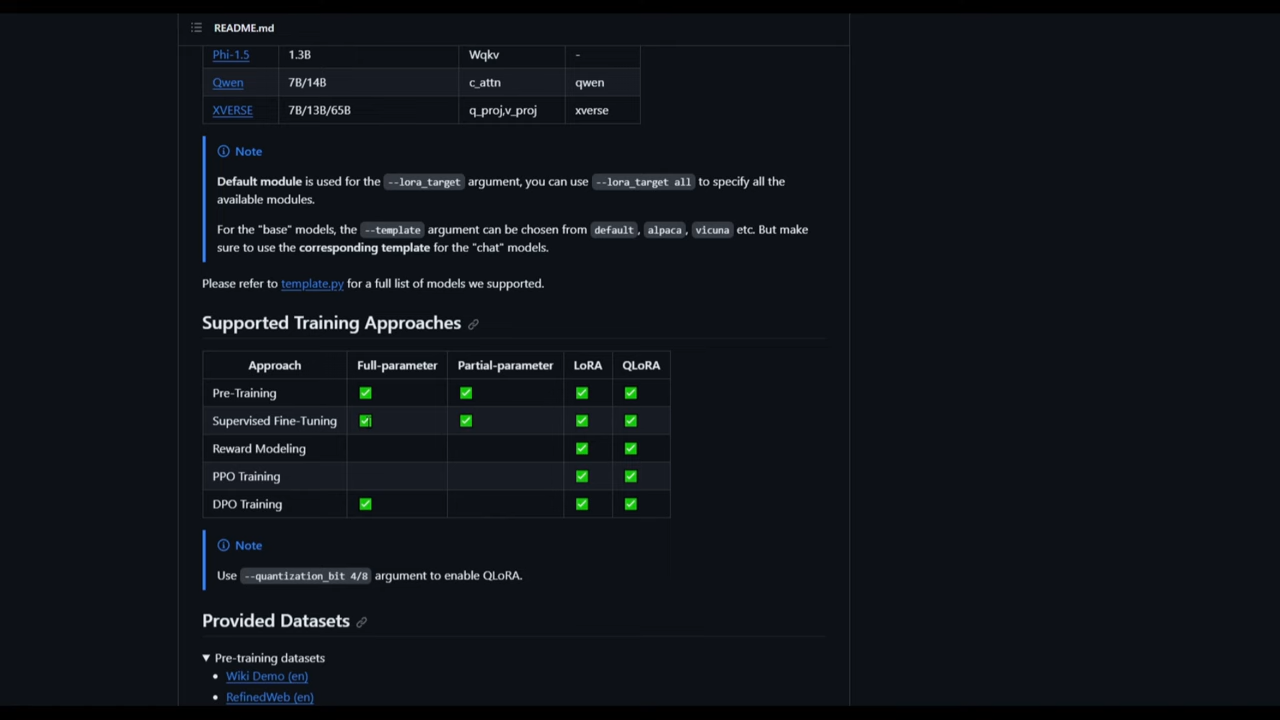 README.md
Phi-1.5 1.3B Wqkv -
Qwen 7B/14B c_attn qwen
XVERSE 7B/13B/65B q_proj,v_proj xverse
Note
Default module is used for the --lora_target argument, you can use --lora_target all to specify all the
available modules.
For the "base" models, the --template argument can be chosen from default, alpaca, vicuna etc. But make
sure to use the corresponding template for the "chat" models.
Please refer to template.py for a full list of models we supported.
Supported Training Approaches
Approach Full-parameter Partial-parameter LoRA QLoRA
Pre-Training ✅ ✅ ✅ ✅
Supervised Fine-Tuning ✅ ✅ ✅ ✅
Reward Modeling ✅ ✅
PPO Training ✅ ✅
DPO Training ✅ ✅ ✅
Note
Use --quantization_bit 4/8 argument to enable QLoRA.
Provided Datasets
▼ Pre-training datasets
• Wiki Demo (en)
• RefinedWeb (en)